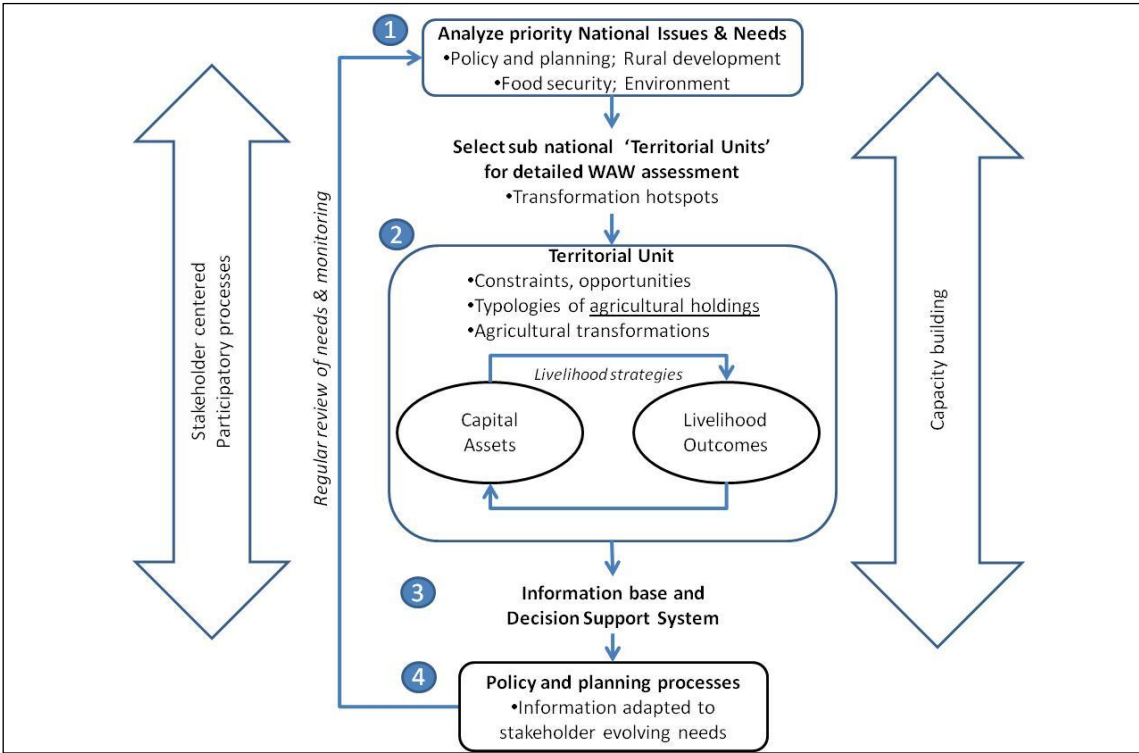 1
Analyze priority National Issues & Needs
•Policy and planning; Rural development
•Food security; Environment
Select sub national ‘Territorial Units’
for detailed WAW assessment
•Transformation hotspots
2
Territorial Unit
•Constraints, opportunities
•Typologies of agricultural holdings
•Agricultural transformations
Livelihood strategies
Capital
Assets
Livelihood
Outcomes
3
Information base and
Decision Support System
4
Policy and planning processes
•Information adapted to
stakeholder evolving needs
Stakeholder centered
Participatory processes
Regular review of needs & monitoring
Capacity building